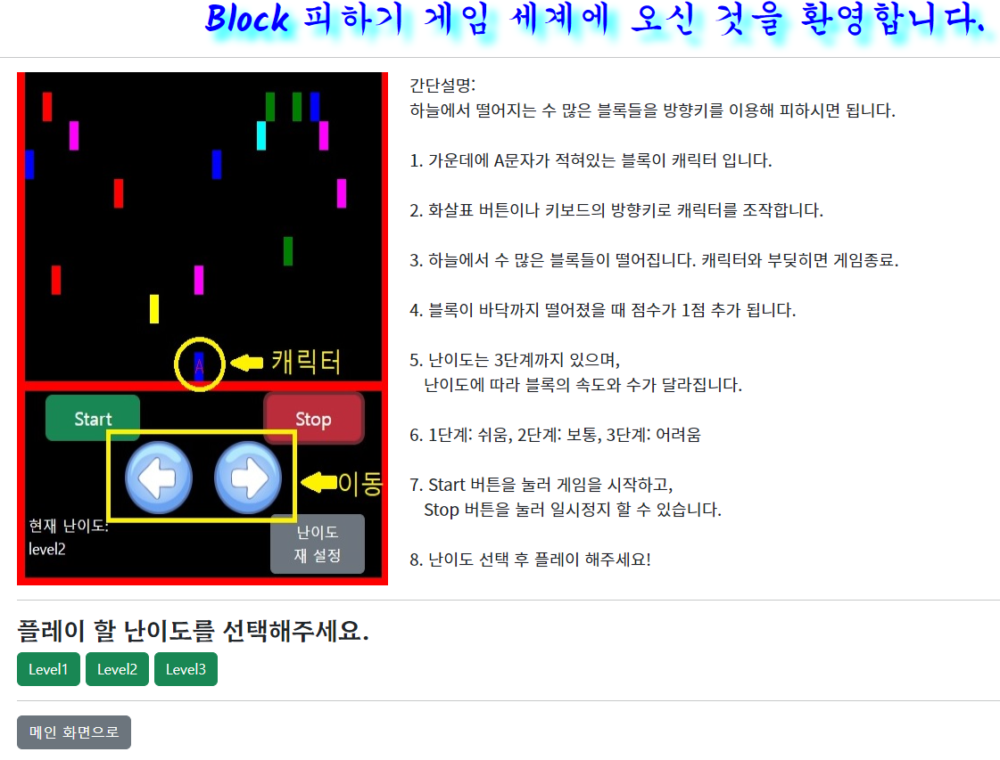 Block 피하기 게임 세계에 오신 것을 환영합니다.
간단설명:
하늘에서 떨어지는 수 많은 블록들을 방향키를 이용해 피하시면 됩니다.
1. 가운데에 A문자가 적혀있는 블록이 캐릭터 입니다.
2. 화살표 버튼이나 키보드의 방향키로 캐릭터를 조작합니다.
3. 하늘에서 수 많은 블록들이 떨어집니다. 캐릭터와 부딪히면 게임종료.
4. 블록이 바닥까지 떨어졌을 때 점수가 1점 추가 됩니다.
5. 난이도는 3단계까지 있으며,
난이도에 따라 블록의 속도와 수가 달라집니다.
6. 1단계: 쉬움, 2단계: 보통, 3단계: 어려움
7. Start 버튼을 눌러 게임을 시작하고,
Stop 버튼을 눌러 일시정지 할 수 있습니다.
8. 난이도 선택 후 플레이 해주세요!
A
캐릭터
Start
Stop
이동
현재 난이도:
level2
난이도
재 설정
플레이 할 난이도를 선택해주세요.
Level1 Level2 Level3
메인 화면으로